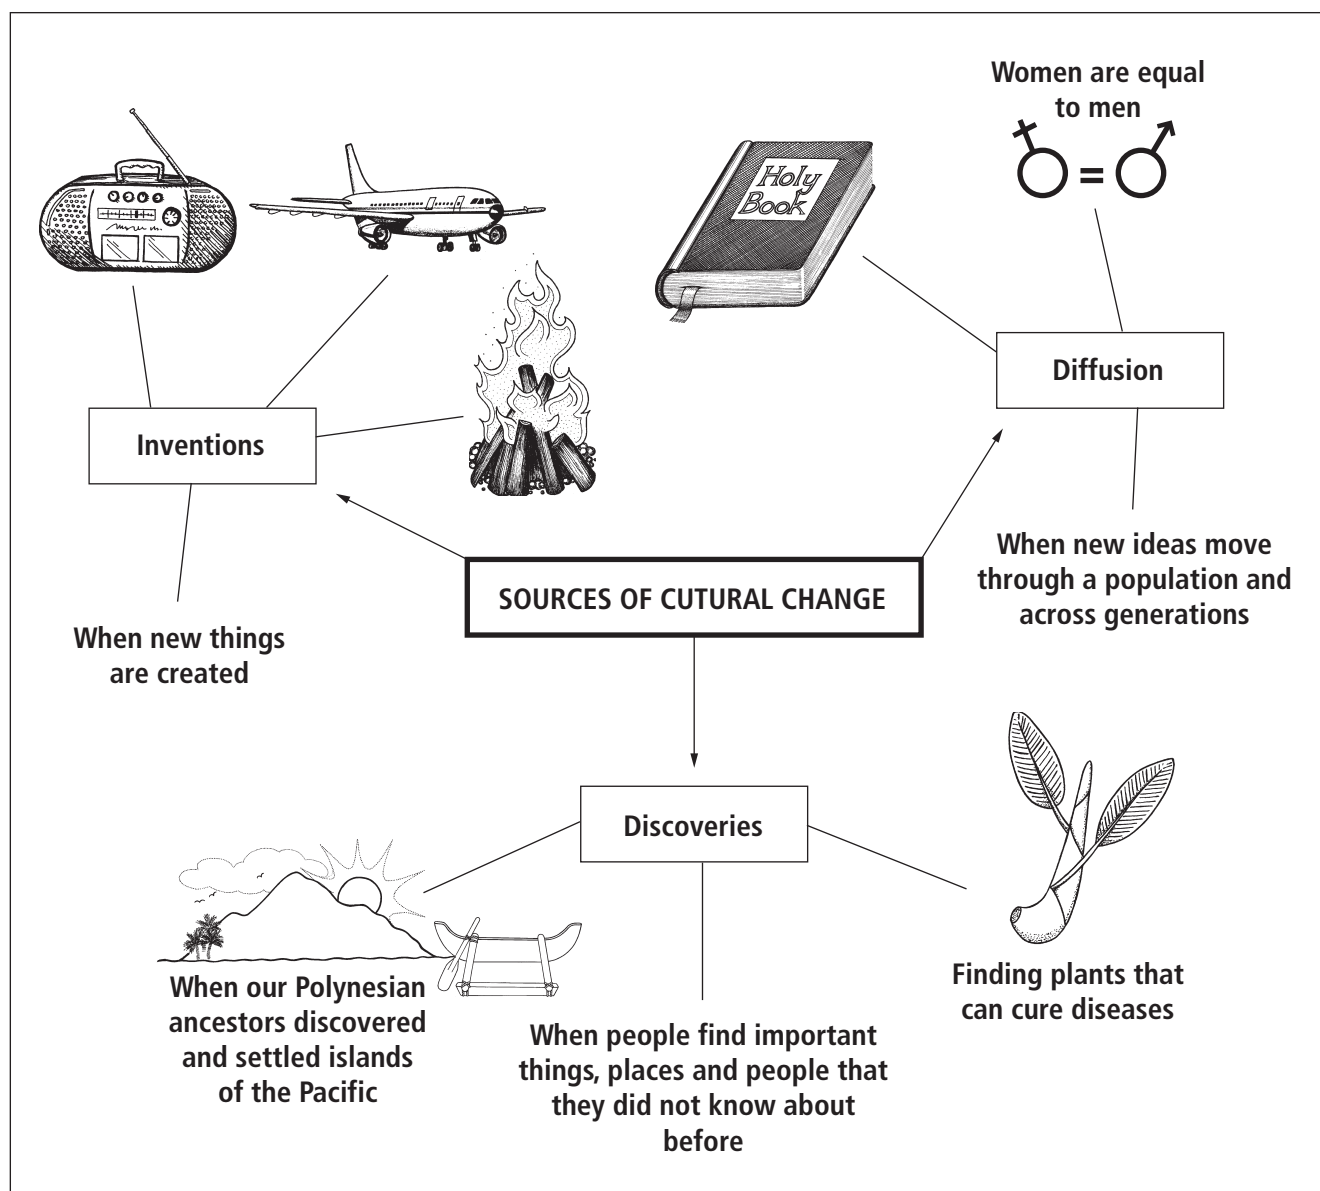 Women are equal
to men
=
Holy
Book
Diffusion
When new ideas move
through a population and
across generations
Inventions
When new things
are created
SOURCES OF CUTURAL CHANGE
Discoveries
When our Polynesian
ancestors discovered
and settled islands
of the Pacific
When people find important
things, places and people that
they did not know about
before
Finding plants that
can cure diseases